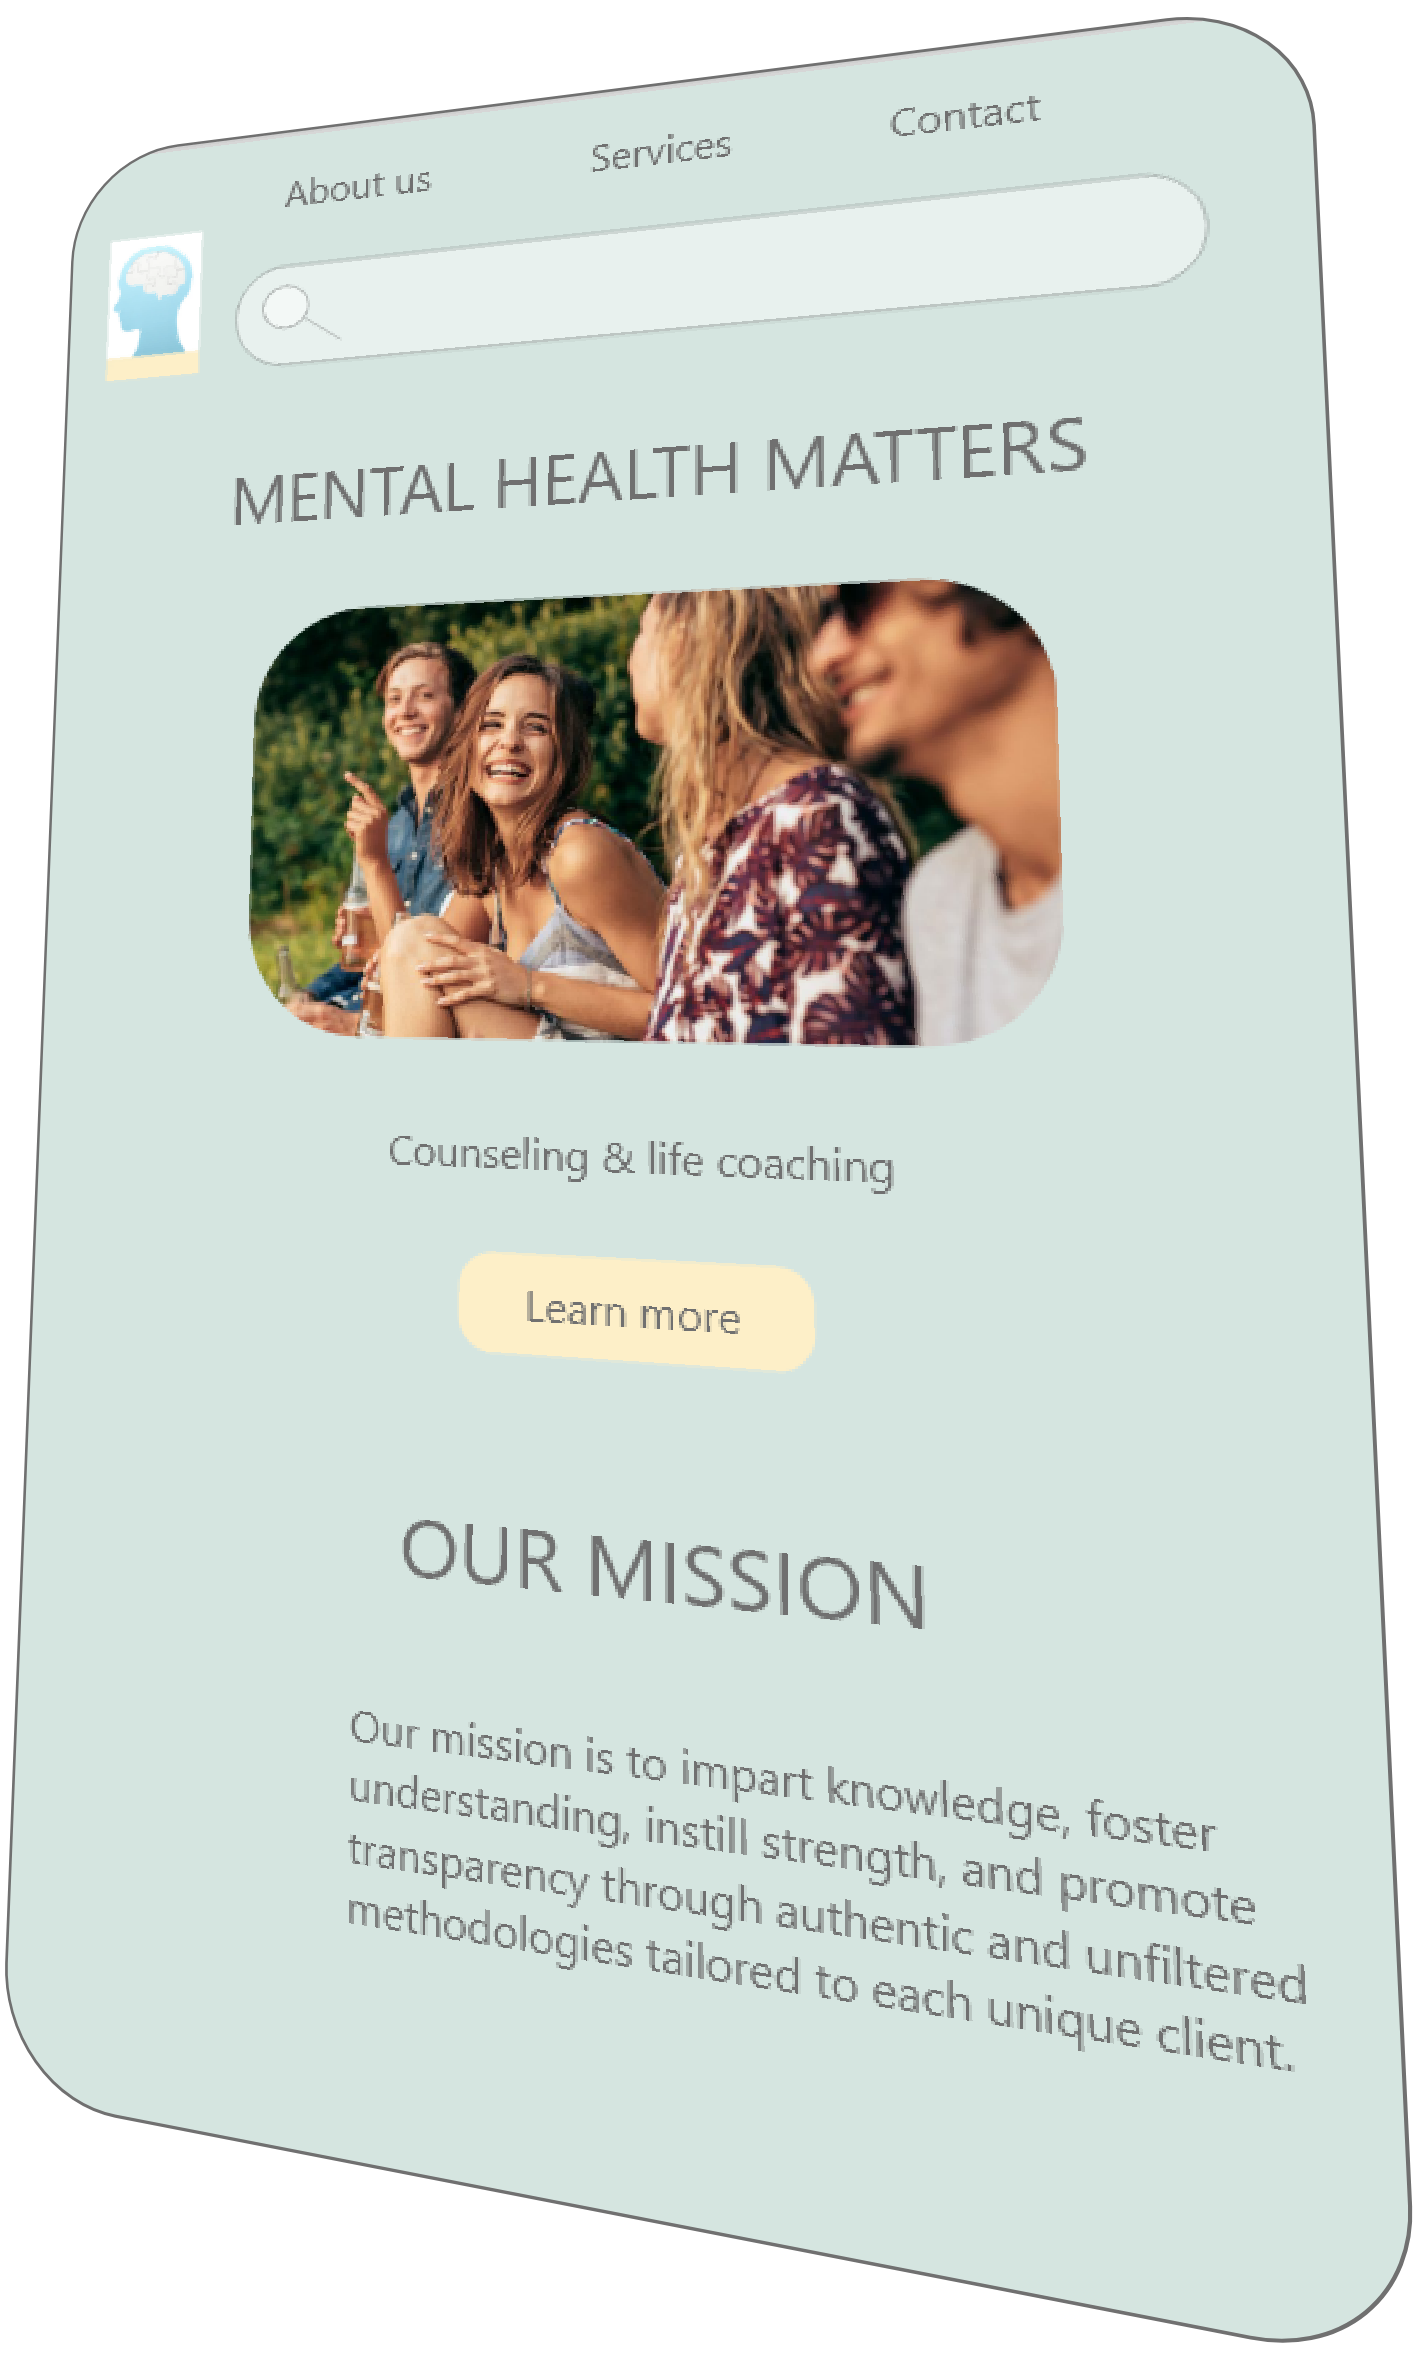 About us
Services
Contact
MENTAL HEALTH MATTERS
Counseling & life coaching
Learn more
OUR MISSION
Our mission is to impart knowledge, foster
understanding, instill strength, and promote
transparency through authentic and unfiltered
methodologies tailored to each unique client.